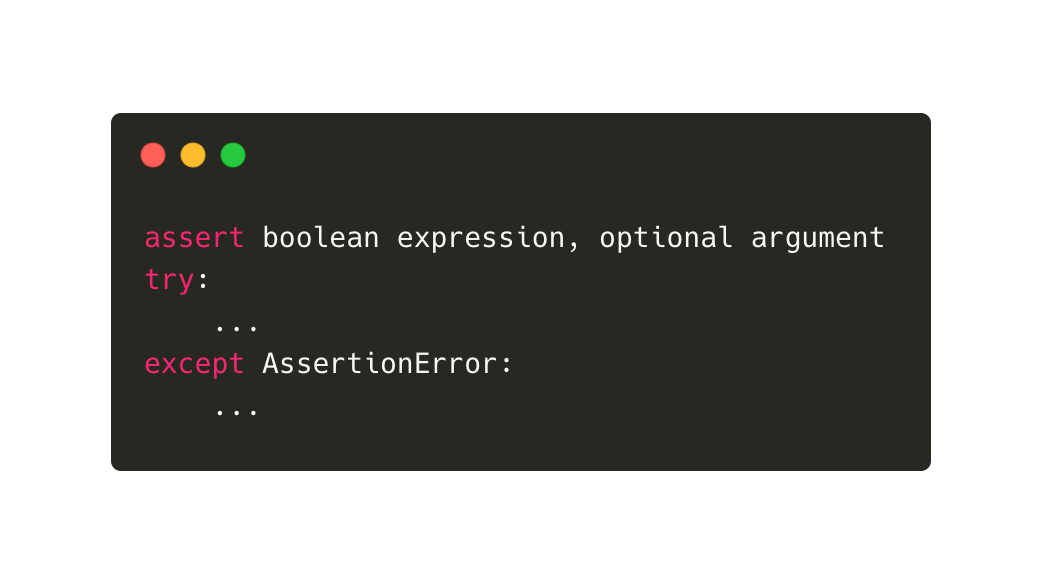 assert boolean expression, optional argument
try:
    ...
except AssertionError:
    ...